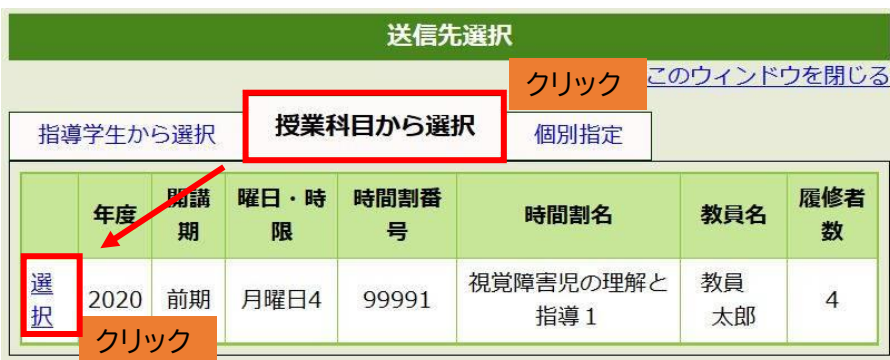 送信先選択
クリック
このウィンドウを閉じる
指導学生から選択
授業科目から選択
個別指定
年度
開講
期
曜日・時
限
時間割番
号
時間割名
教員名
履修者
数
選
択
2020
前期
月曜日4
99991
視覚障害児の理解と
指導1
教員
太郎
4
クリック